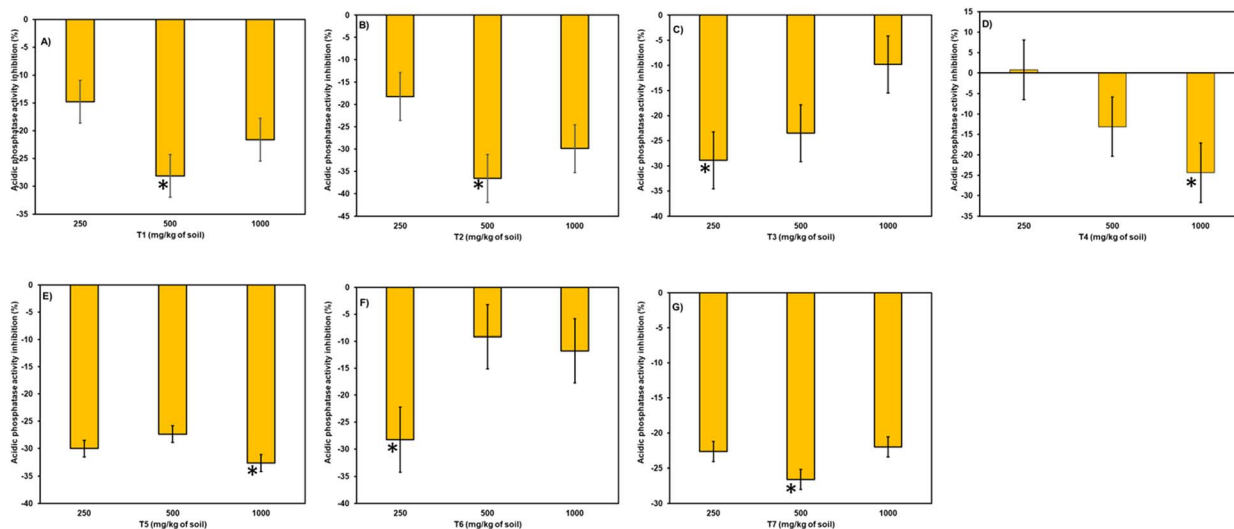 A)
Acidic phosphatase activity inhibition (%)
0
-5
-10
-15
-20
-25
-30
-35
*
250 500 1000
T1 (mg/kg of soil)
B)
Acidic phosphatase activity inhibition (%)
0
-5
-10
-15
-20
-25
-30
-35
-40
-45
*
250 500 1000
T2 (mg/kg of soil)
C)
Acidic phosphatase activity inhibition (%)
0
-5
-10
-15
-20
-25
-30
-35
-40
*
250 500 1000
T3 (mg/kg of soil)
D)
Acidic phosphatase activity inhibition (%)
15
10
5
0
-5
-10
-15
-20
-25
-30
-35
*
250 500 1000
T4 (mg/kg of soil)
E)
Acidic phosphatase activity inhibition (%)
0
-5
-10
-15
-20
-25
-30
-35
-40
*
250 500 1000
T5 (mg/kg of soil)
F)
Acidic phosphatase activity inhibition (%)
0
-5
-10
-15
-20
-25
-30
-35
-40
*
250 500 1000
T6 (mg/kg of soil)
G)
Acidic phosphatase activity inhibition (%)
0
-5
-10
-15
-20
-25
-30
*
250 500 1000
T7 (mg/kg of soil)